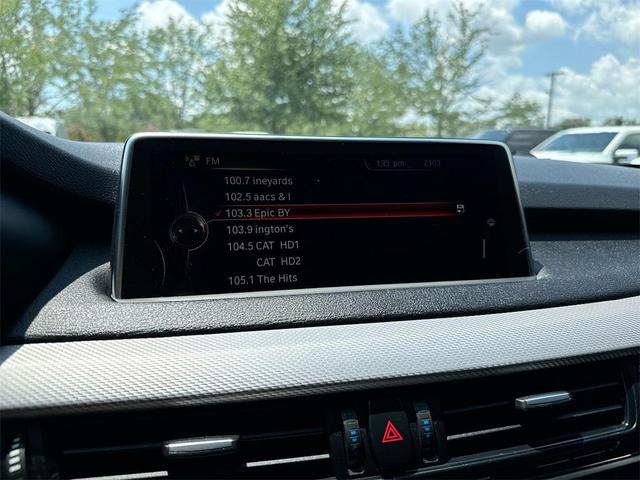 FM 1:35 pm Z103
100.7 ineyards
102.5 aacs & I
103.3 Epic BY
103.9 ington's
104.5 CAT HD1
CAT HD2
105.1 The Hits